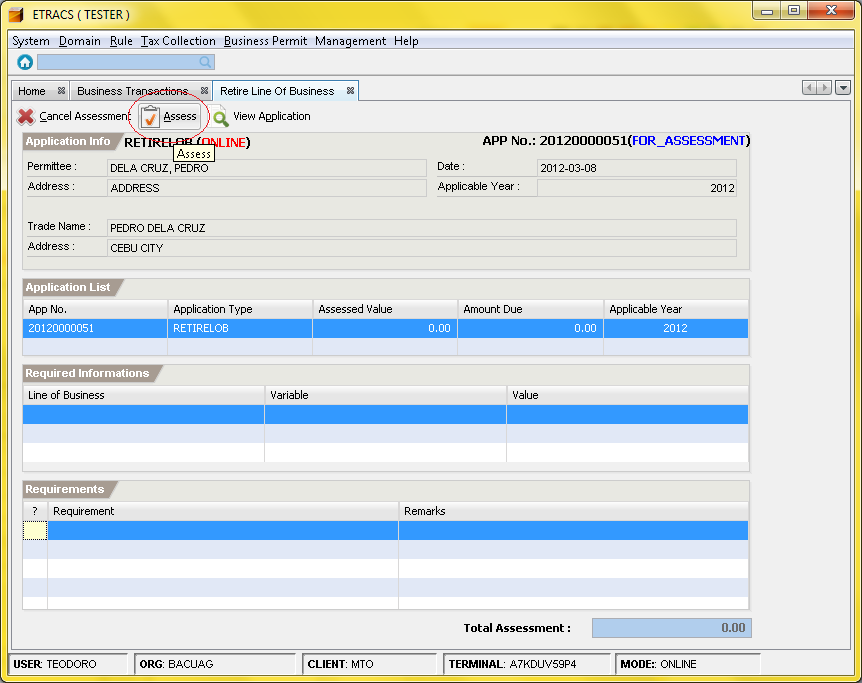 ETRACS ( TESTER )
System Domain Rule Tax Collection Business Permit Management Help
Home Business Transactions Retire Line Of Business
Cancel Assessment Assess View Application
Application Info RETIRELOB (ONLINE) APP No.: 20120000051(FOR_ASSESSMENT)
Assess
Permittee : DELA CRUZ, PEDRO Date : 2012-03-08
Address : ADDRESS Applicable Year : 2012
Trade Name : PEDRO DELA CRUZ
Address : CEBU CITY
Application List
App No. Application Type Assessed Value Amount Due Applicable Year
20120000051 RETIRELOB 0.00 0.00 2012
Required Informations
Line of Business Variable Value
Requirements
? Requirement Remarks
Total Assessment : 0.00
USER: TEODORO ORG: BACUAG CLIENT: MTO TERMINAL: A7KDUV59P4 MODE:: ONLINE